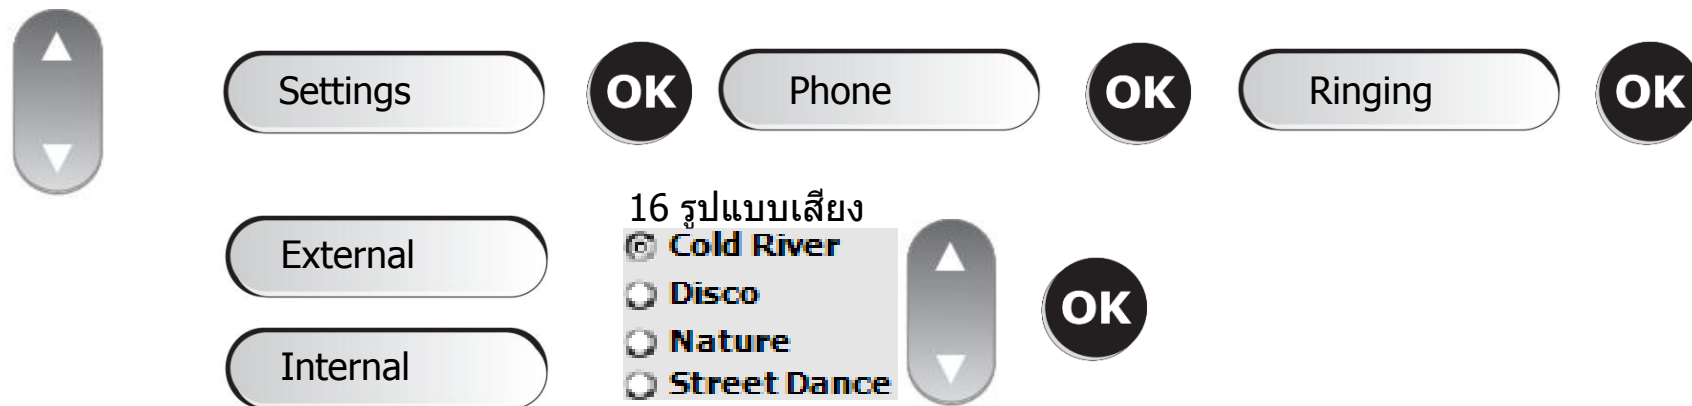 Settings OK Phone OK Ringing OK
16 รูปแบบเสียง
External
Cold River
Disco
OK
Nature
Internal
Street Dance